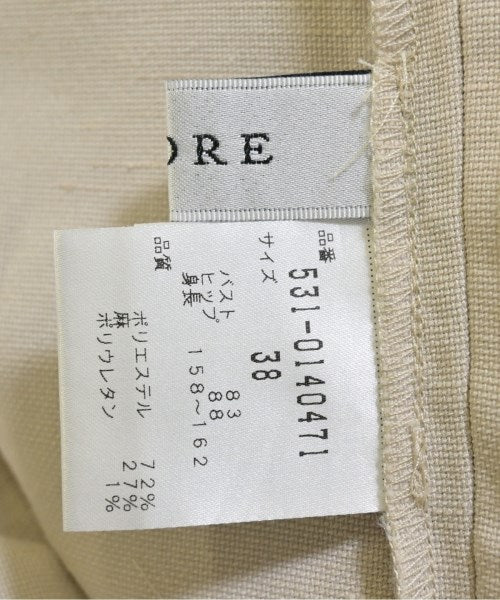 ORE
品番 531-0140471
サイズ 38
バスト 83
ヒップ 88
身長 158～162
品質
ポリエステル 72%
麻 27%
ポリウレタン 1%